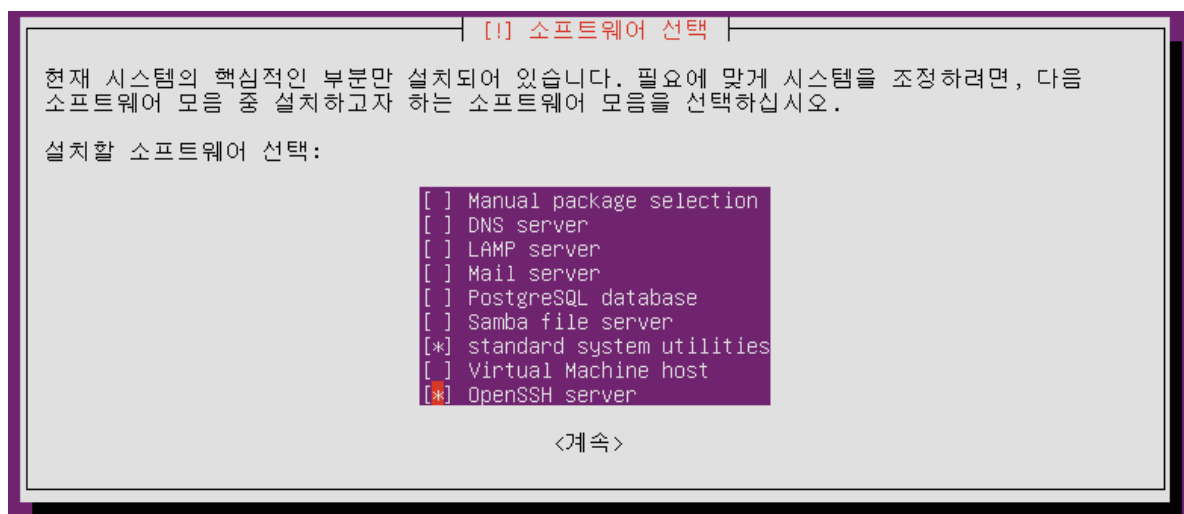 [!] 소프트웨어 선택
현재 시스템의 핵심적인 부분만 설치되어 있습니다. 필요에 맞게 시스템을 조정하려면, 다음
소프트웨어 모음 중 설치하고자 하는 소프트웨어 모음을 선택하십시오.
설치할 소프트웨어 선택:
[ ] Manual package selection
[ ] DNS server
[ ] LAMP server
[ ] Mail server
[ ] PostgreSQL database
[ ] Samba file server
[*] standard system utilities
[ ] Virtual Machine host
[*] OpenSSH server
<계속>